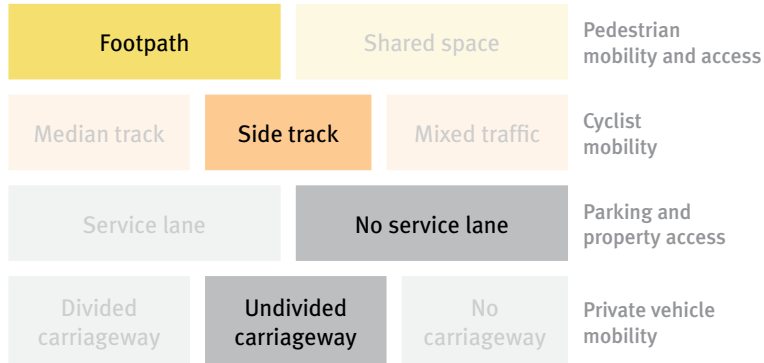 Footpath
Shared space
Pedestrian
mobility and access
Median track
Side track
Mixed traffic
Cyclist
mobility
Service lane
No service lane
Parking and
property access
Divided
carriageway
Undivided
carriageway
No
carriageway
Private vehicle
mobility